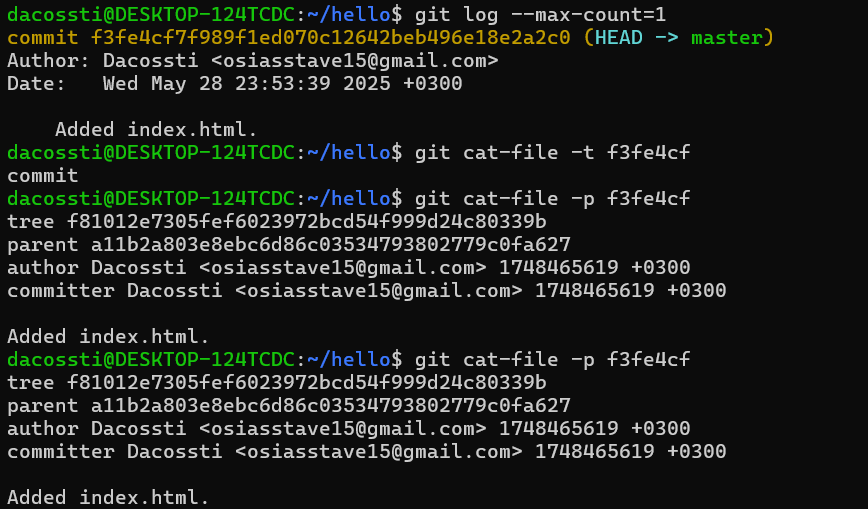 dacossti@DESKTOP-124TCDC:~/hello$ git log --max-count=1
commit f3fe4cf7f989f1ed070c12642beb496e18e2a2c0 (HEAD -> master)
Author: Dacossti <osiasstave15@gmail.com>
Date:   Wed May 28 23:53:39 2025 +0300

    Added index.html.
dacossti@DESKTOP-124TCDC:~/hello$ git cat-file -t f3fe4cf
commit
dacossti@DESKTOP-124TCDC:~/hello$ git cat-file -p f3fe4cf
tree f81012e7305fef6023972bcd54f999d24c80339b
parent a11b2a803e8ebc6d86c03534793802779c0fa627
author Dacossti <osiasstave15@gmail.com> 1748465619 +0300
committer Dacossti <osiasstave15@gmail.com> 1748465619 +0300

Added index.html.
dacossti@DESKTOP-124TCDC:~/hello$ git cat-file -p f3fe4cf
tree f81012e7305fef6023972bcd54f999d24c80339b
parent a11b2a803e8ebc6d86c03534793802779c0fa627
author Dacossti <osiasstave15@gmail.com> 1748465619 +0300
committer Dacossti <osiasstave15@gmail.com> 1748465619 +0300

Added index.html.